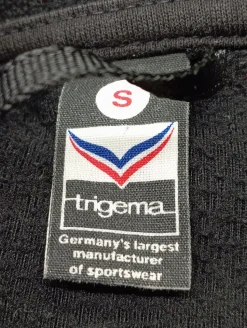 S
trigema
Germany's largest
manufacturer
of sportswear